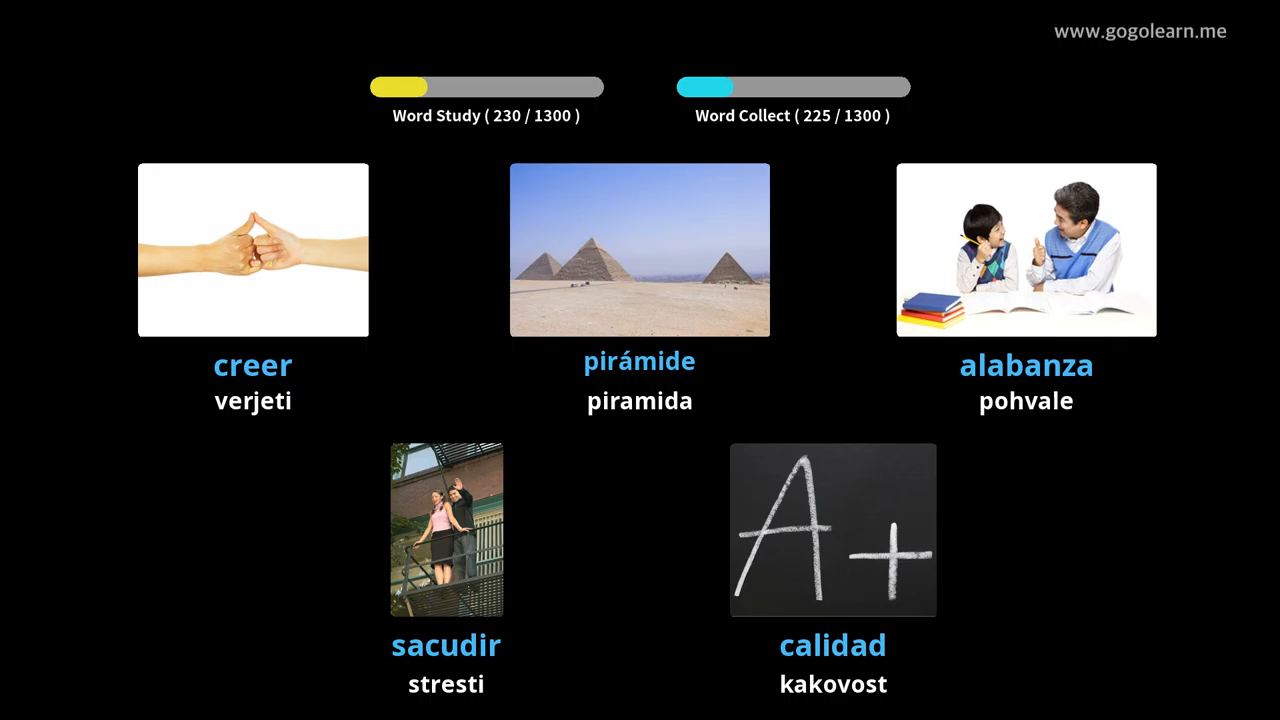 www.gogolearn.me
Word Study ( 230 / 1300 )
Word Collect ( 225 / 1300 )
creer
verjeti
pirámide
piramida
alabanza
pohvale
sacudir
stresti
A+
calidad
kakovost